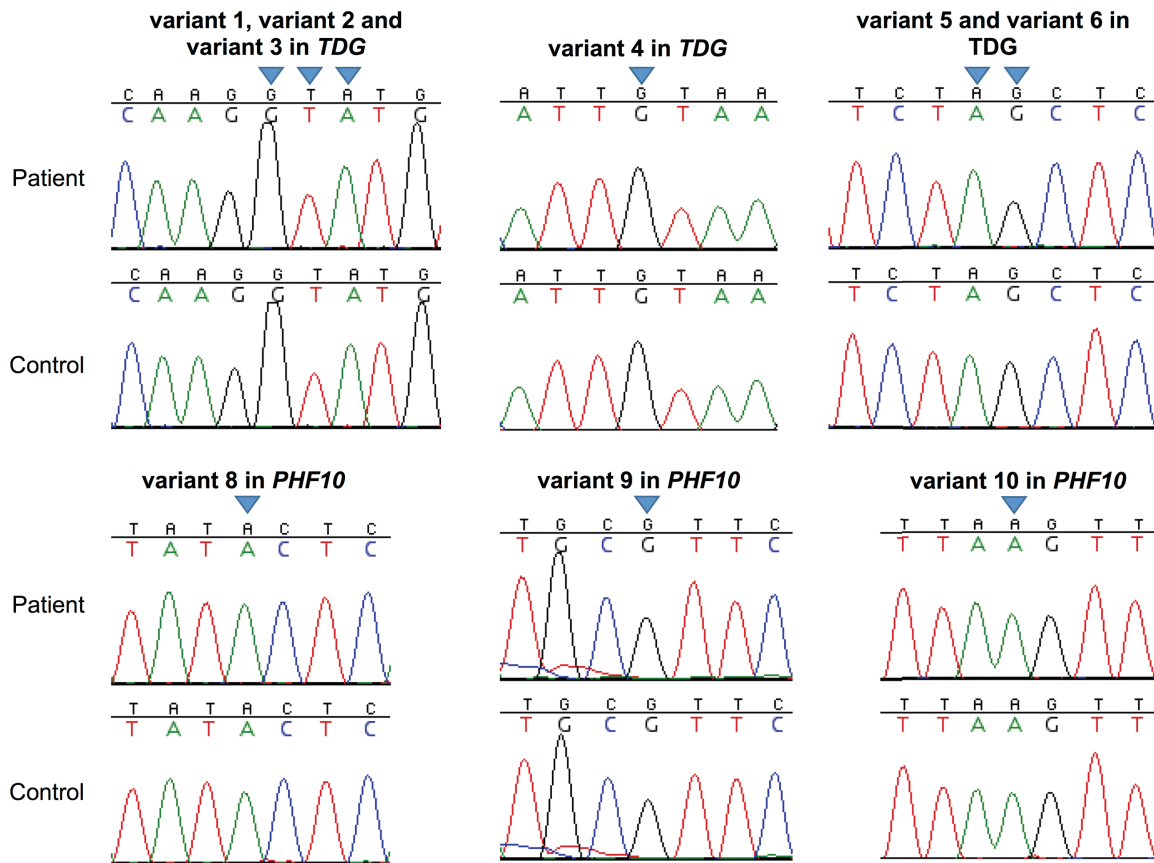 variant 1, variant 2 and
variant 3 in TDG
variant 4 in TDG
variant 5 and variant 6 in
TDG
C A A G G T A T G
C A A G G T A T G
A T T G T A A
A T T G T A A
T C T A G C T C
T C T A G C T C
Patient
C A A G G T A T G
C A A G G T A T G
A T T G T A A
A T T G T A A
T C T A G C T C
T C T A G C T C
Control
variant 8 in PHF10
variant 9 in PHF10
variant 10 in PHF10
T A T A C T C
T A T A C T C
T G C G T T C
T G C G T T C
T T A A G T T
T T A A G T T
Patient
T A T A C T C
T A T A C T C
T G C G T T C
T G C G T T C
T T A A G T T
T T A A G T T
Control